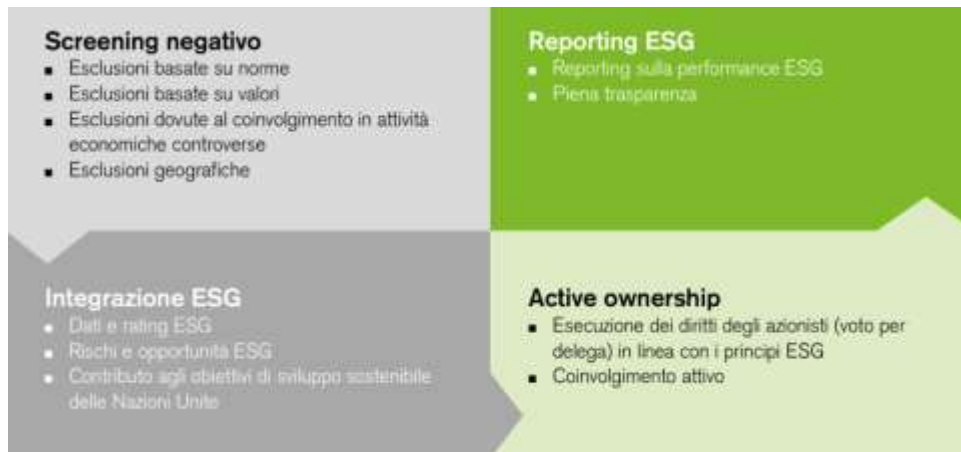 Screening negativo
▪ Esclusioni basate su norme
▪ Esclusioni basate su valori
▪ Esclusioni dovute al coinvolgimento in attività
economiche controverse
▪ Esclusioni geografiche
Reporting ESG
▪ Reporting sulla performance ESG
▪ Piena trasparenza
Integrazione ESG
▪ Dati e rating ESG
▪ Rischi e opportunità ESG
▪ Contributo agli obiettivi di sviluppo sostenibile
delle Nazioni Unite
Active ownership
▪ Esecuzione dei diritti degli azionisti (voto per
delega) in linea con i principi ESG
▪ Coinvolgimento attivo